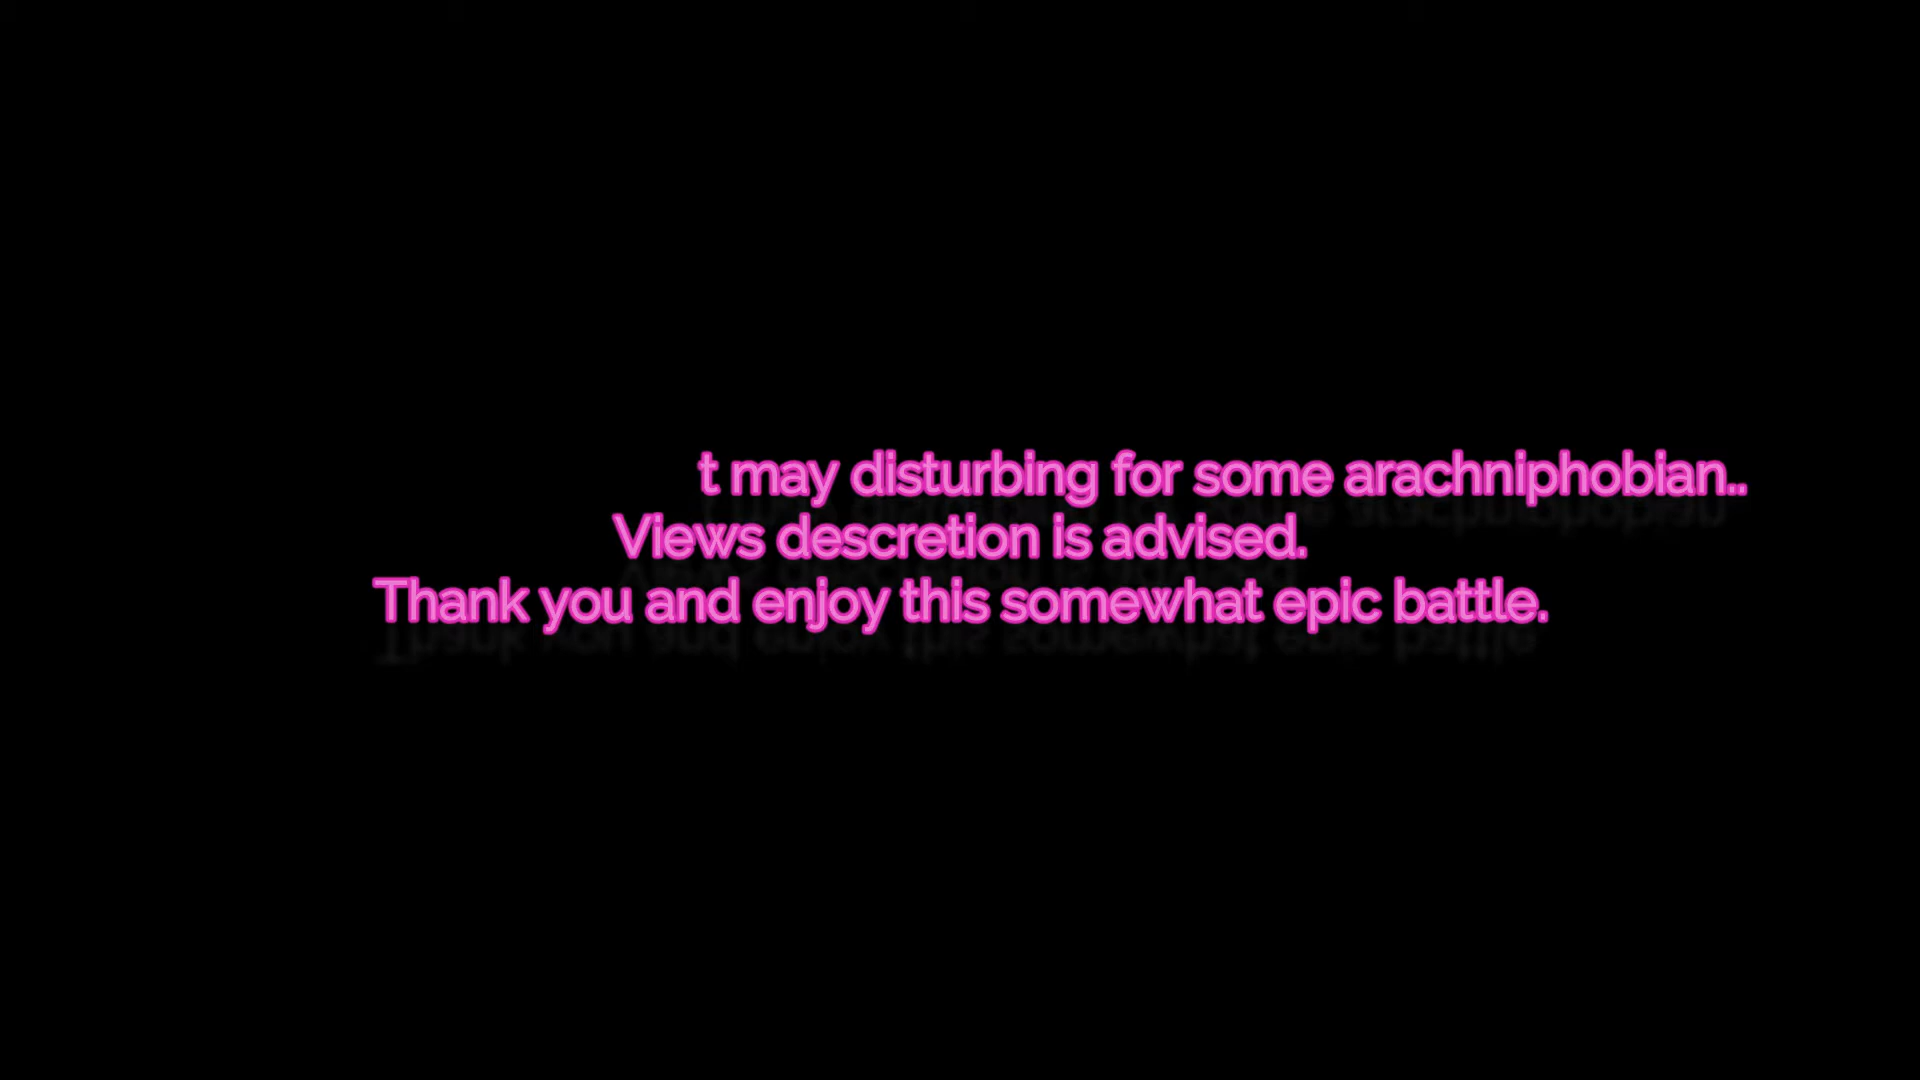 t may disturbing for some arachniphobian..
Views descretion is advised.
Thank you and enjoy this somewhat epic battle.